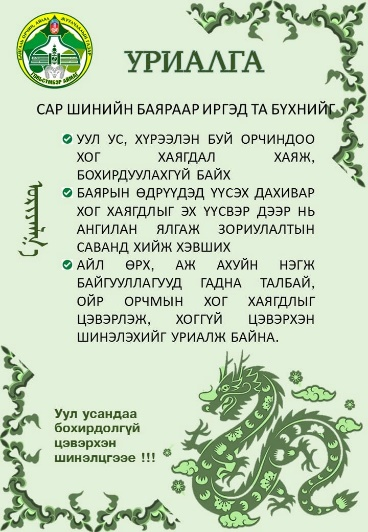 УРИАЛГА
САР ШИНИЙН БАЯРААР ИРГЭД ТА БҮХНИЙГ
УУЛ УС, ХҮРЭЭЛЭН БУЙ ОРЧИНДОО
ХОГ ХАЯГДАЛ ХАЯЖ,
БОХИРДУУЛАХГҮЙ БАЙХ
БАЯРЫН ӨДРҮҮДЭД ҮҮСЭХ ДАХИВАР
ХОГ ХАЯГДЛЫГ ЭХ ҮҮСВЭР ДЭЭР НЬ
АНГИЛАН ЯЛГАЖ ЗОРИУЛАЛТЫН
САВАНД ХИЙЖ ХЭВШИХ
АЙЛ ӨРХ, АЖ АХУЙН НЭГЖ
БАЙГУУЛЛАГУУД ГАДНА ТАЛБАЙ,
ОЙР ОРЧМЫН ХОГ ХАЯГДЛЫГ
ЦЭВЭРЛЭЖ, ХОГГҮЙ ЦЭВЭРХЭН
ШИНЭЛЭХИЙГ УРИАЛЖ БАЙНА.
Уул усандаа
бохирдолгүй
цэвэрхэн
шинэлцгээе !!!